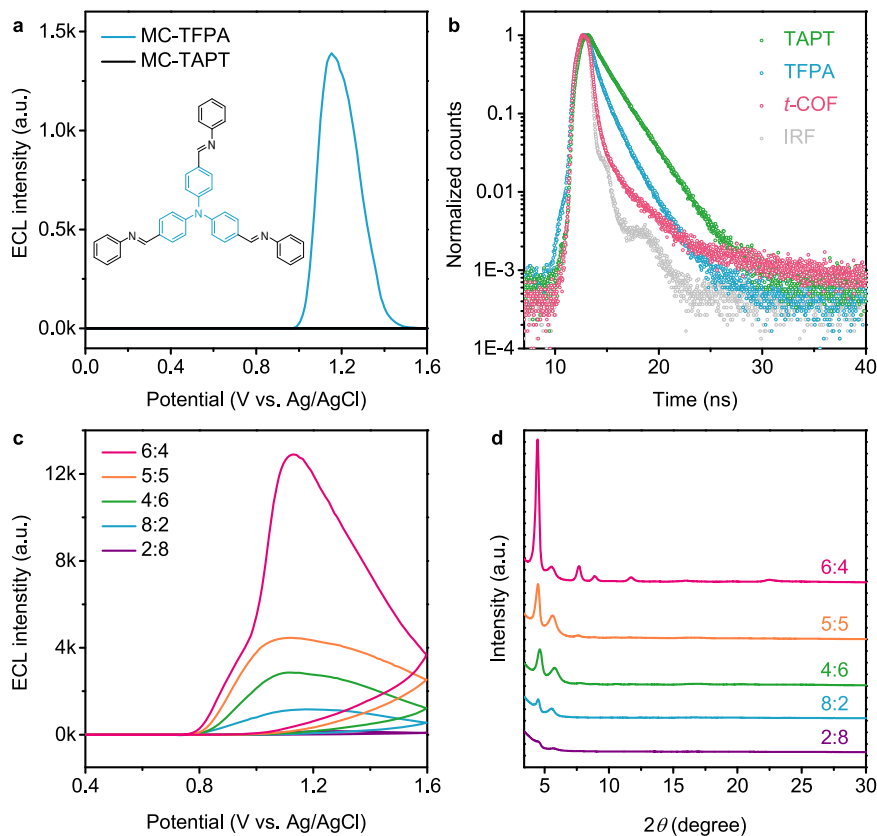 a
MC-TFPA
MC-TAPT
1.5k
1.0k
0.5k
0.0k
ECL intensity (a.u.)
N
N
N
N
0.0
0.4
0.8
1.2
1.6
Potential (V vs. Ag/AgCl)
b
TAPT
TFPA
t-COF
IRF
1
0.1
0.01
1E-3
1E-4
Normalized counts
10
20
30
40
Time (ns)
c
6:4
5:5
4:6
8:2
2:8
12k
8k
4k
0k
ECL intenstity (a.u.)
0.4
0.8
1.2
1.6
Potential (V vs. Ag/AgCl)
d
6:4
5:5
4:6
8:2
2:8
Intensity (a.u.)
5
10
15
20
25
30
2θ (degree)